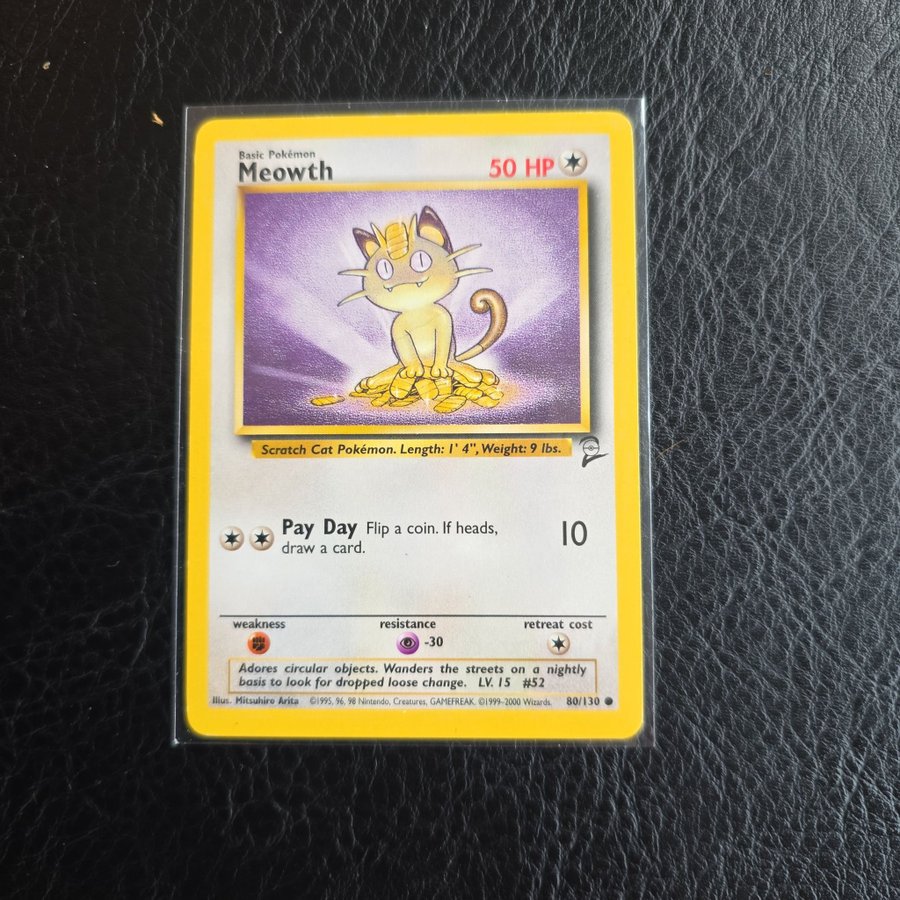 Basic Pokémon
Meowth
50 HP
Scratch Cat Pokémon. Length: 1' 4", Weight: 9 lbs.
Pay Day Flip a coin. If heads,
draw a card.
10
weakness resistance retreat cost
-30
Adores circular objects. Wanders the streets on a nightly
basis to look for dropped loose change. LV. 15 #52
Illus. Mitsuhiro Arita ©1995, 96, 98 Nintendo, Creatures, GAMEFREAK. ©1999-2000 Wizards. 80/130